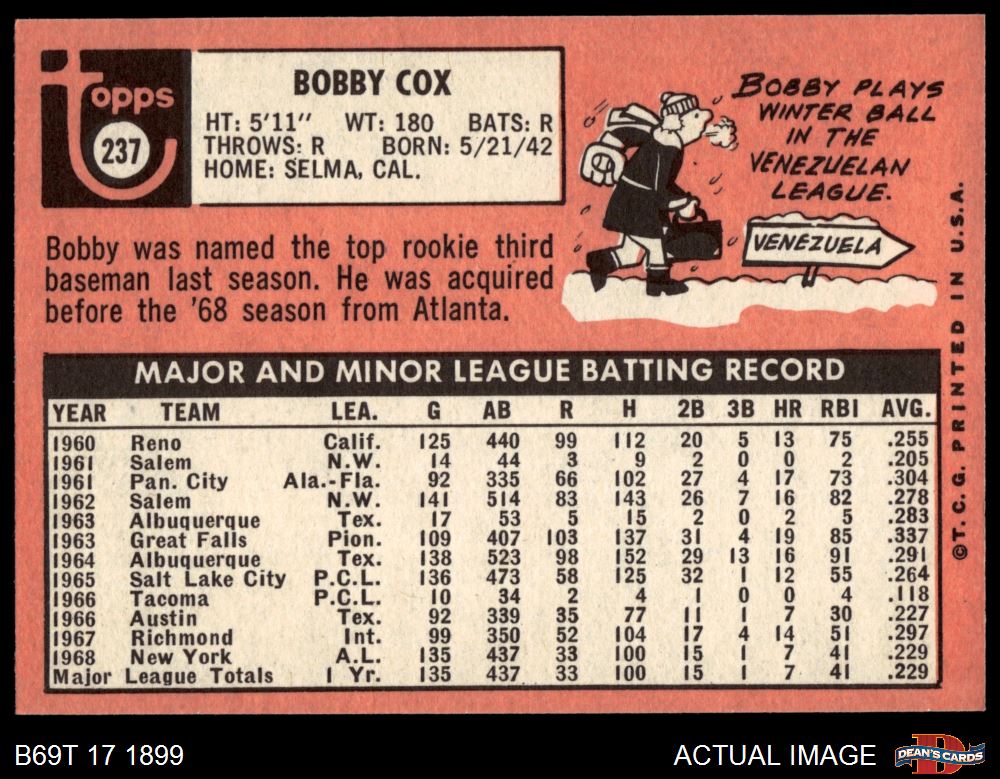 topps
237
BOBBY COX
HT: 5'11" WT: 180 BATS: R
THROWS: R BORN: 5/21/42
HOME: SELMA, CAL.
BOBBY PLAYS
WINTER BALL
IN THE
VENEZUELAN
LEAGUE.
VENEZUELA
Bobby was named the top rookie third
baseman last season. He was acquired
before the '68 season from Atlanta.
MAJOR AND MINOR LEAGUE BATTING RECORD
YEAR TEAM LEA. G AB R H 2B 3B HR RBI AVG.
1960 Reno Calif. 125 440 99 112 20 5 13 75 .255
1961 Salem N.W. 14 44 3 9 2 0 0 2 .205
1961 Pan. City Ala.-Fla. 92 335 66 102 27 4 17 73 .304
1962 Salem N.W. 141 514 83 143 26 7 16 82 .278
1963 Albuquerque Tex. 17 53 5 15 2 0 2 5 .283
1963 Great Falls Pion. 109 407 103 137 31 4 19 85 .337
1964 Albuquerque Tex. 138 523 98 152 29 13 16 91 .291
1965 Salt Lake City P.C.L. 136 473 58 125 32 1 12 55 .264
1966 Tacoma P.C.L. 10 34 2 4 1 0 0 4 .118
1966 Austin Tex. 92 339 35 77 11 1 7 30 .227
1967 Richmond Int. 99 350 52 104 17 4 14 51 .297
1968 New York A.L. 135 437 33 100 15 1 7 41 .229
Major League Totals 1 Yr. 135 437 33 100 15 1 7 41 .229
©T. C. G. PRINTED IN U.S.A.
B69T 17 1899
ACTUAL IMAGE
D
DEAN'S CARDS